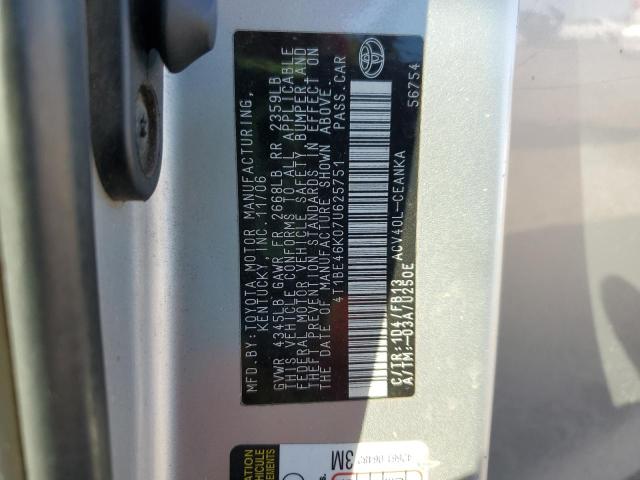 MFD.BY: TOYOTA MOTOR MANUFACTURING,
KENTUCKY, INC. 11/06
GVWR 4345LB GAWR FR 2668LB RR 2359LB
THIS VEHICLE CONFORMS TO ALL APPLICABLE
FEDERAL MOTOR VEHICLE SAFETY, BUMPER, AND
THEFT PREVENTION STANDARDS IN EFFECT ON
THE DATE OF MANUFACTURE SHOWN ABOVE.
4T1BE46K07U625751 PASS.CAR
C/TR:1D4/FB13 ACV40L-CEANKA
A/TM:-03A/U250E 56754
3M